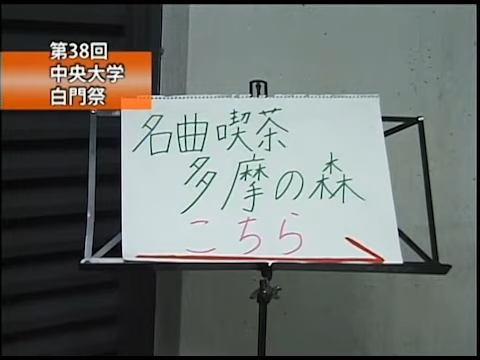 第38回
中央大学
白門祭
名曲喫茶
多摩の森
こちら